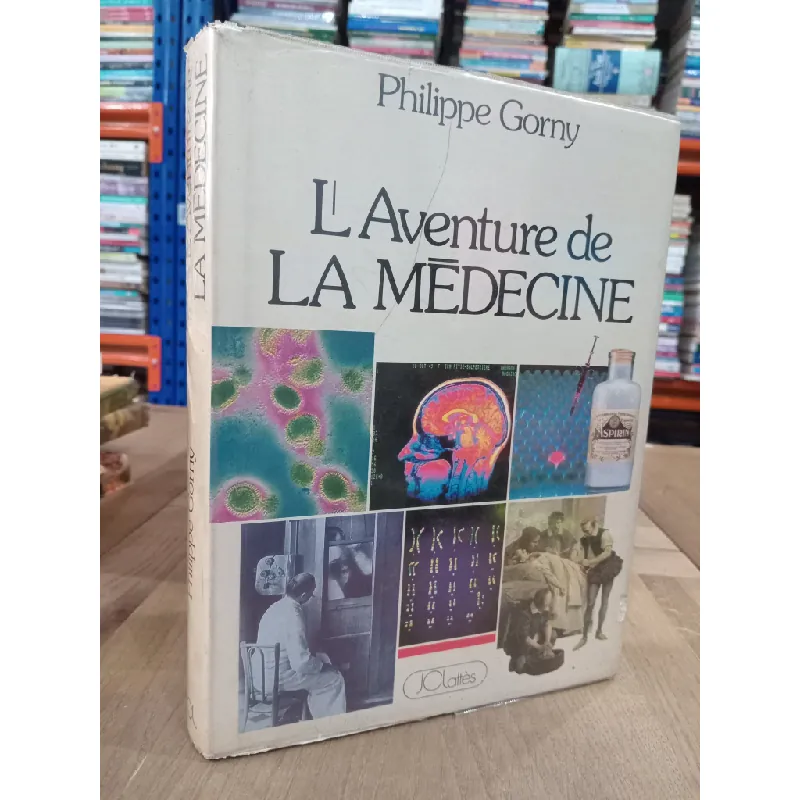 Philippe Gorny
L'Aventure de
LA MÉDECINE
ASPIRIN
JCLattès
LA MÉDECINE
Philippe Gorny